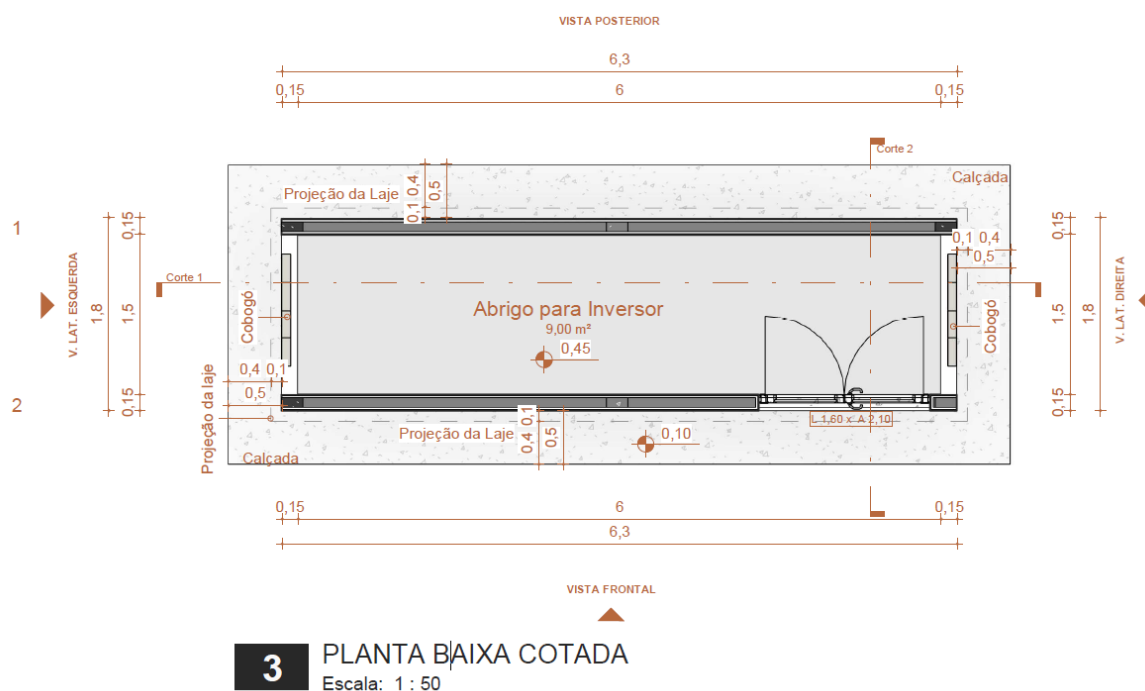 VISTA POSTERIOR
6,3
0,15 6 0,15
Corte 2
Calçada
Projeção da Laje
0,4
0,1
0,5
1
0,15
0,15
0,1 0,4
0,5
Corte 1
V. LAT. ESQUERDA
1,8
1,5
Cobogó
Abrigo para Inversor
9,00 m²
0,45
Cobogó
1,5
1,8
V. LAT. DIREITA
0,4 0,1
0,5
2
0,15
0,15
Projeção da laje
L 1,60 x A 2,10
Projeção da Laje
0,1
0,4
0,5
0,10
Calçada
0,15 6 0,15
6,3
VISTA FRONTAL
3 PLANTA BAIXA COTADA
Escala: 1 : 50